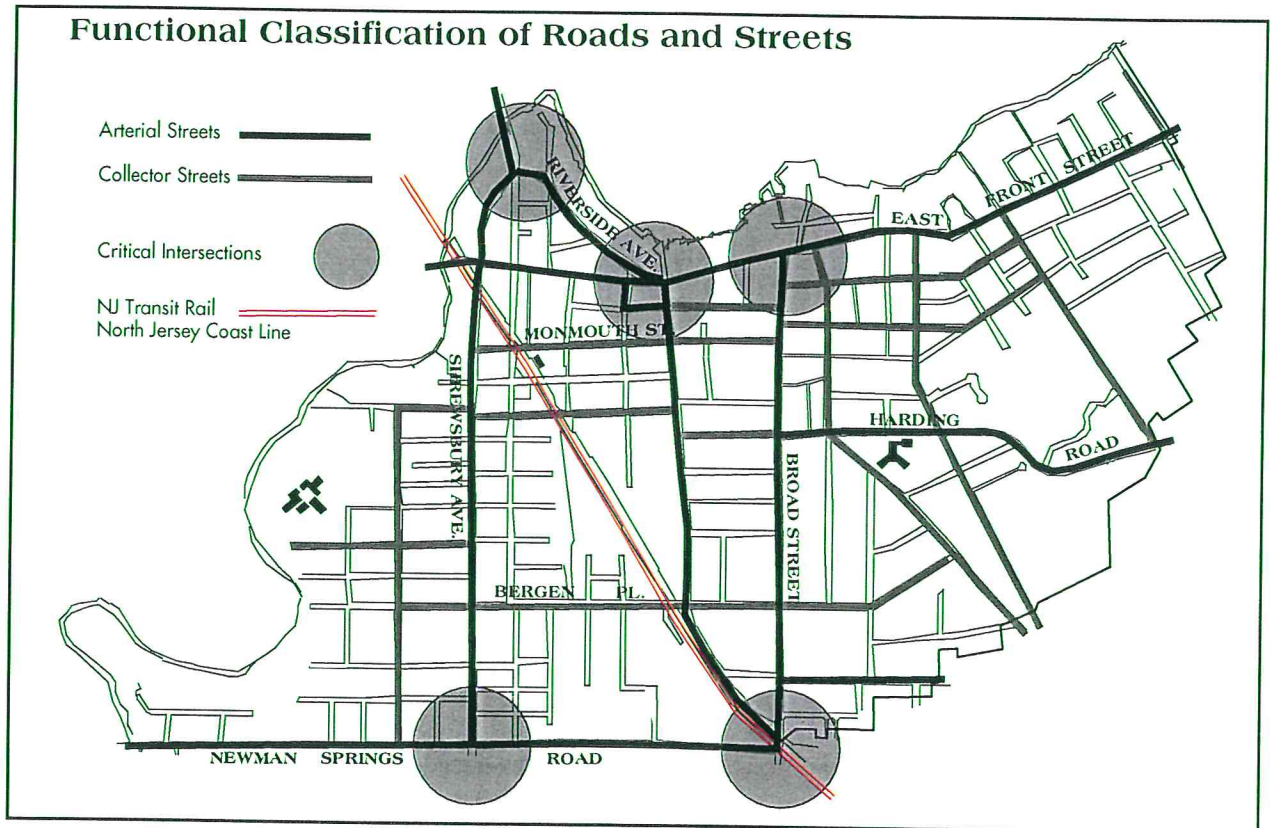 Functional Classification of Roads and Streets
Arterial Streets
Collector Streets
Critical Intersections
NJ Transit Rail
North Jersey Coast Line
RIVERSIDE AVE.
EAST
FRONT STREET
MONMOUTH ST.
SHREWSBURY AVE.
HARDING
ROAD
BROAD STREET
BERGEN PL.
NEWMAN SPRINGS ROAD